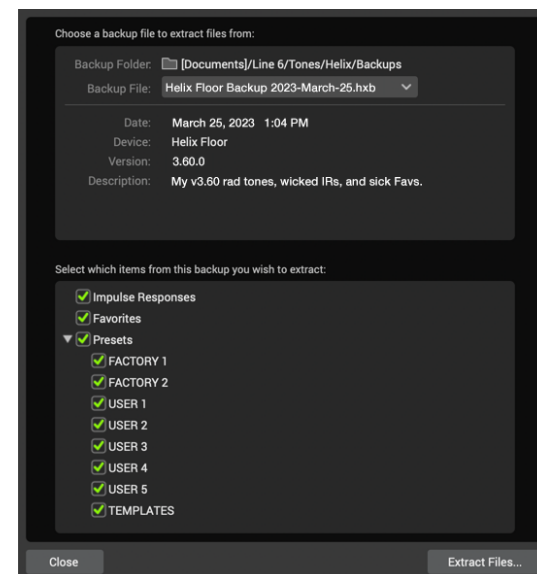 Choose a backup file to extract files from:
Backup Folder: [Documents]/Line 6/Tones/Helix/Backups
Backup File: Helix Floor Backup 2023-March-25.hxb
Date: March 25, 2023 1:04 PM
Device: Helix Floor
Version: 3.60.0
Description: My v3.60 rad tones, wicked IRs, and sick Favs.
Select which items from this backup you wish to extract:
Impulse Responses
Favorites
Presets
FACTORY 1
FACTORY 2
USER 1
USER 2
USER 3
USER 4
USER 5
TEMPLATES
Close Extract Files...